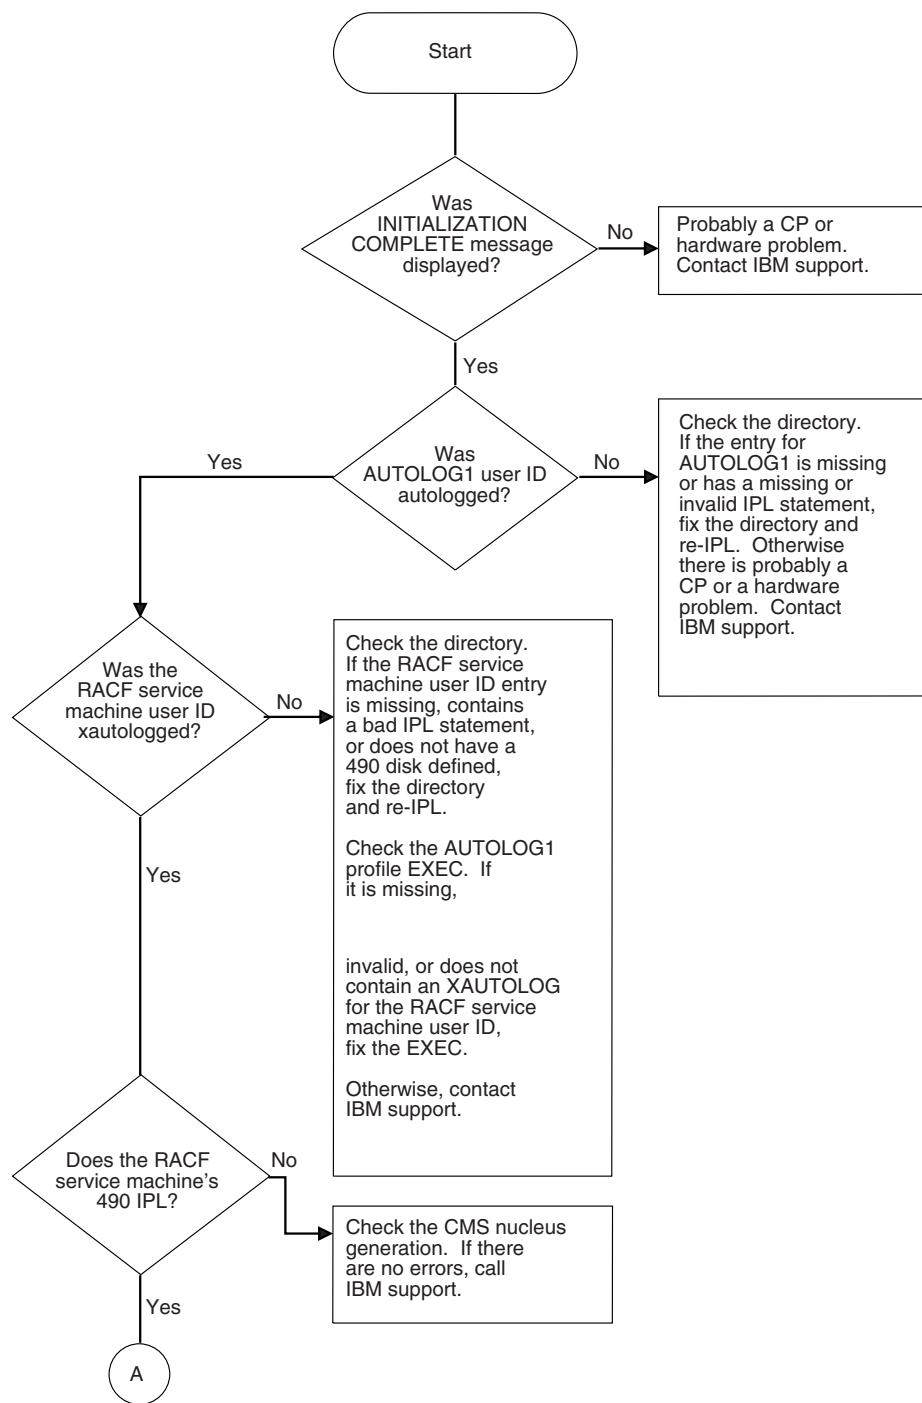 Start
Was
INITIALIZATION
COMPLETE message
displayed?
No
Probably a CP or
hardware problem.
Contact IBM support.
Yes
Was
AUTOLOG1 user ID
autologged?
Yes
No
Check the directory.
If the entry for
AUTOLOG1 is missing
or has a missing or
invalid IPL statement,
fix the directory and
re-IPL.  Otherwise
there is probably a
CP or a hardware
problem.  Contact
IBM support.
Was the
RACF service
machine user ID
xautologged?
No
Check the directory.
If the RACF service
machine user ID entry
is missing, contains
a bad IPL statement,
or does not have a
490 disk defined,
fix the directory
and re-IPL.
Check the AUTOLOG1
profile EXEC.  If
it is missing,
invalid, or does not
contain an XAUTOLOG
for the RACF service
machine user ID,
fix the EXEC.
Otherwise, contact
IBM support.
Yes
Does the RACF
service machine's
490 IPL?
No
Check the CMS nucleus
generation.  If there
are no errors, call
IBM support.
Yes
A